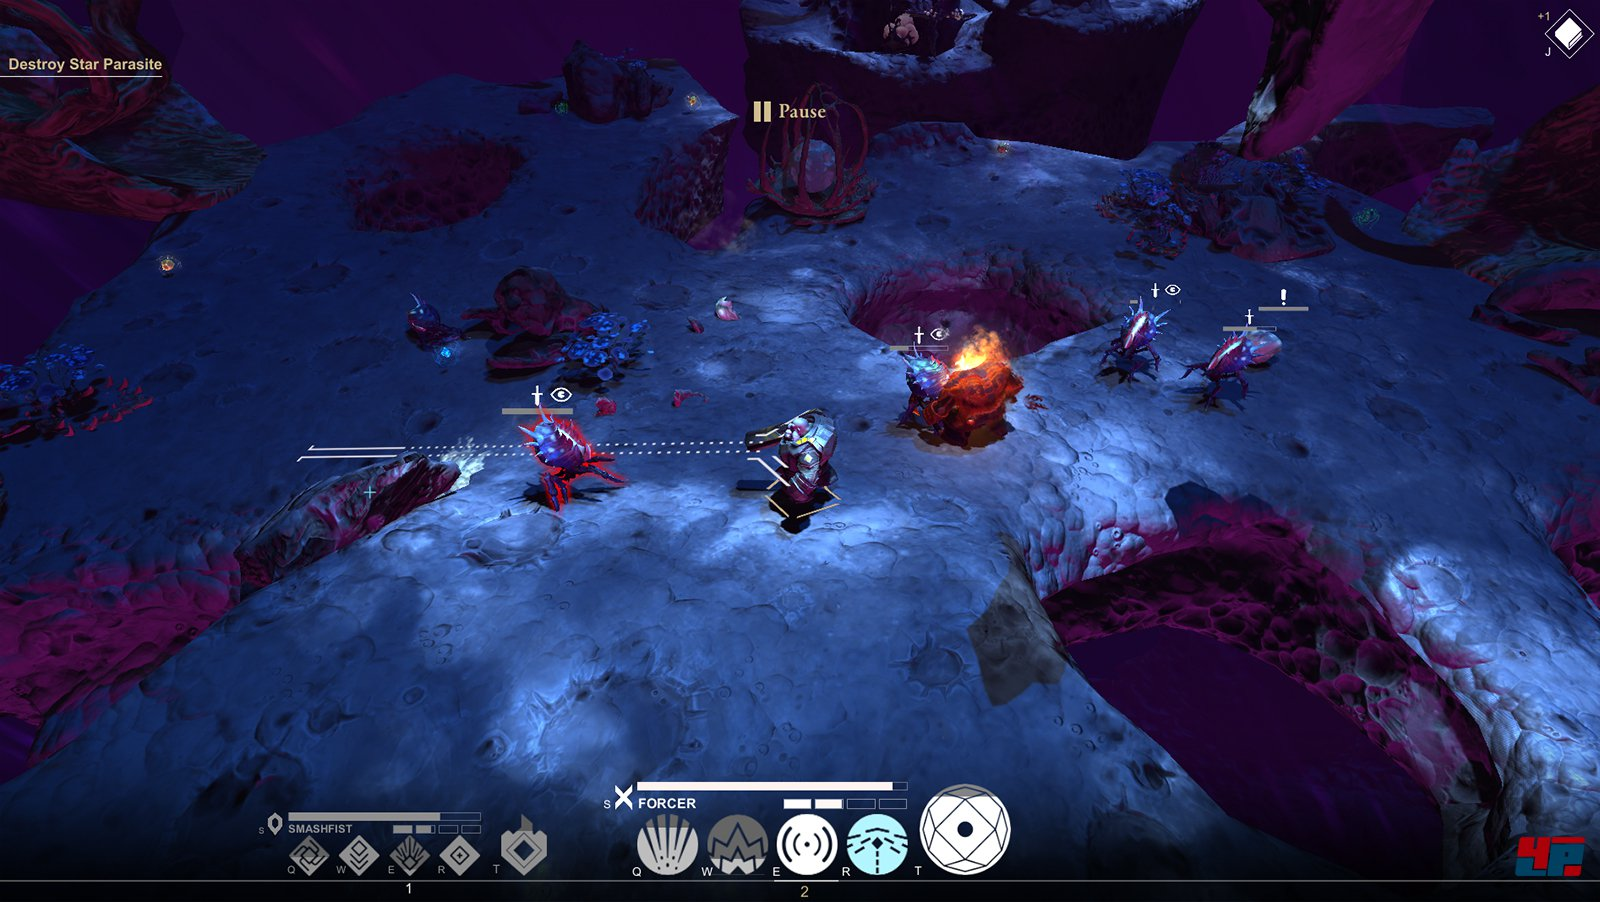 +1
J
Destroy Star Parasite
Pause
S FORCER
S SMASHFIST
Q W E R T
Q W E R T
1
2
4P